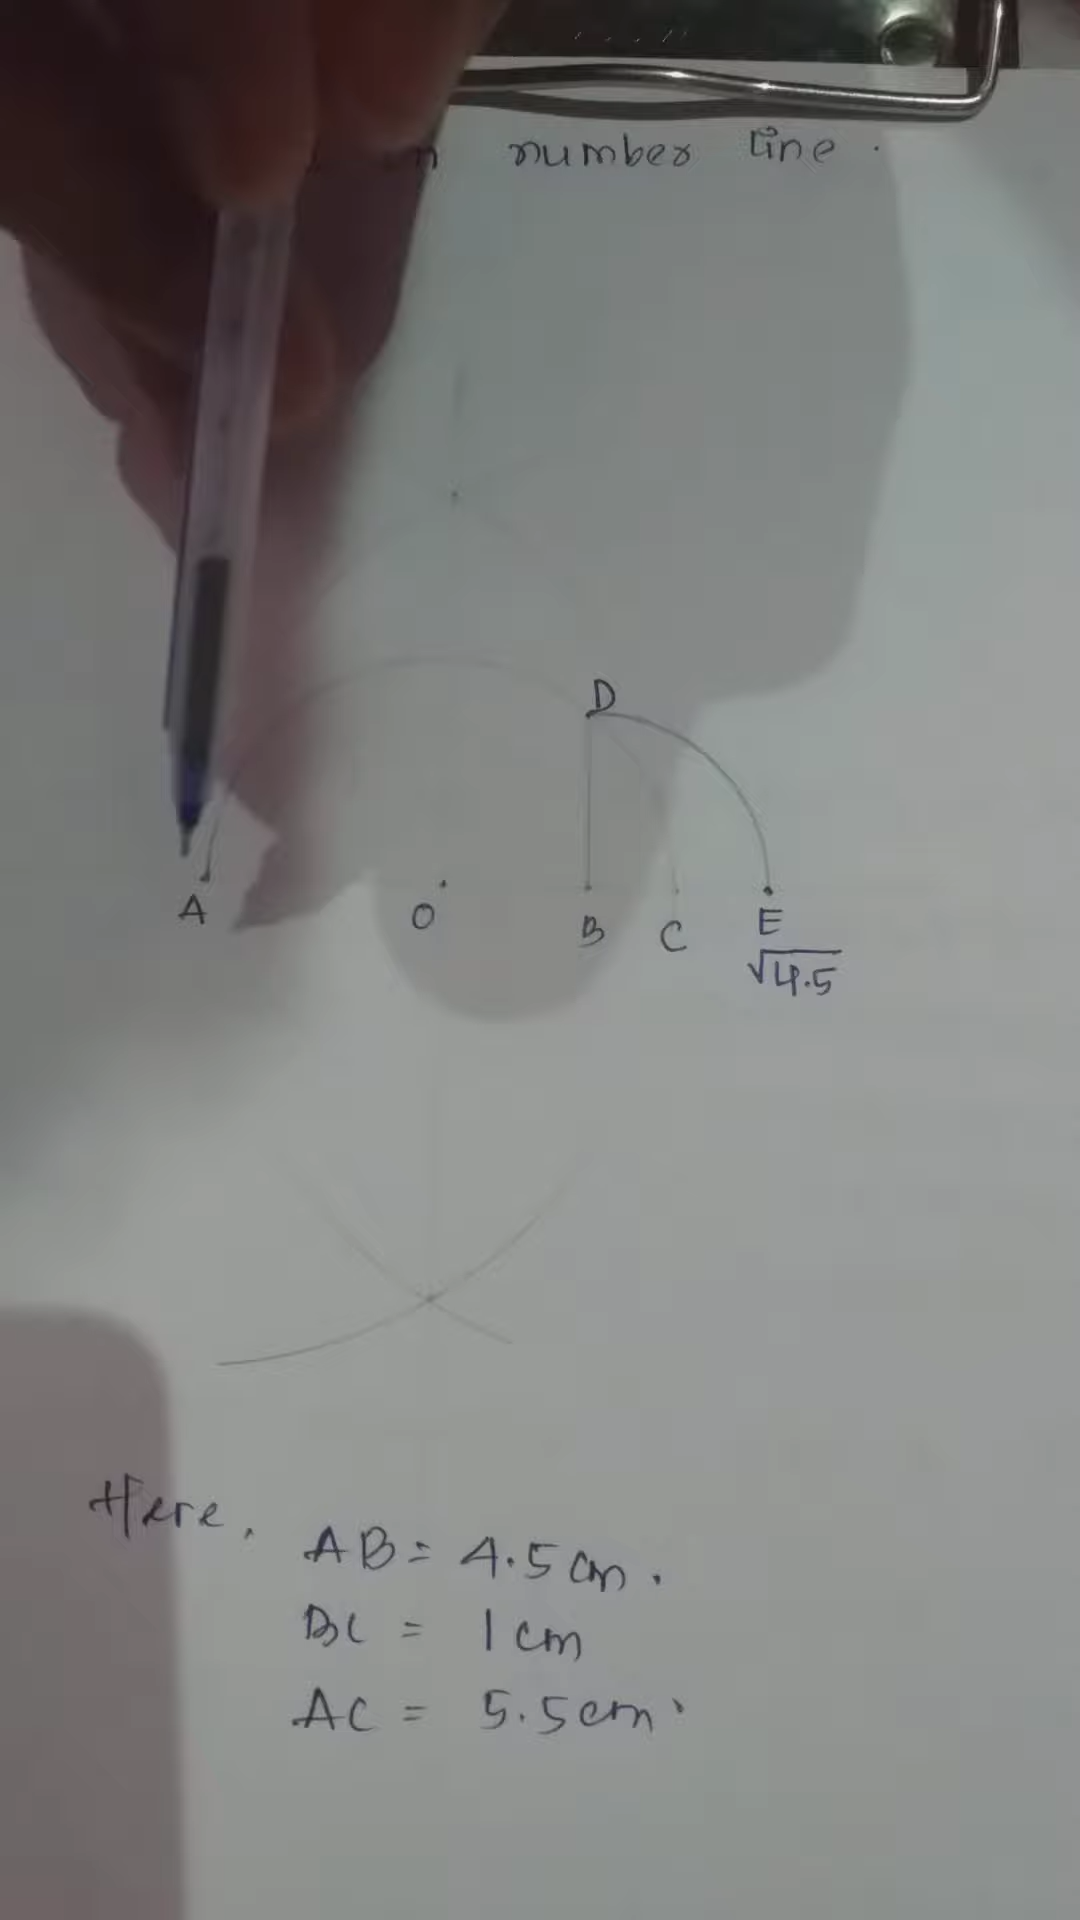 number line.
D
A O B C E
√4.5
Here, AB = 4.5 cm.
BC = 1 cm
AC = 5.5 cm.